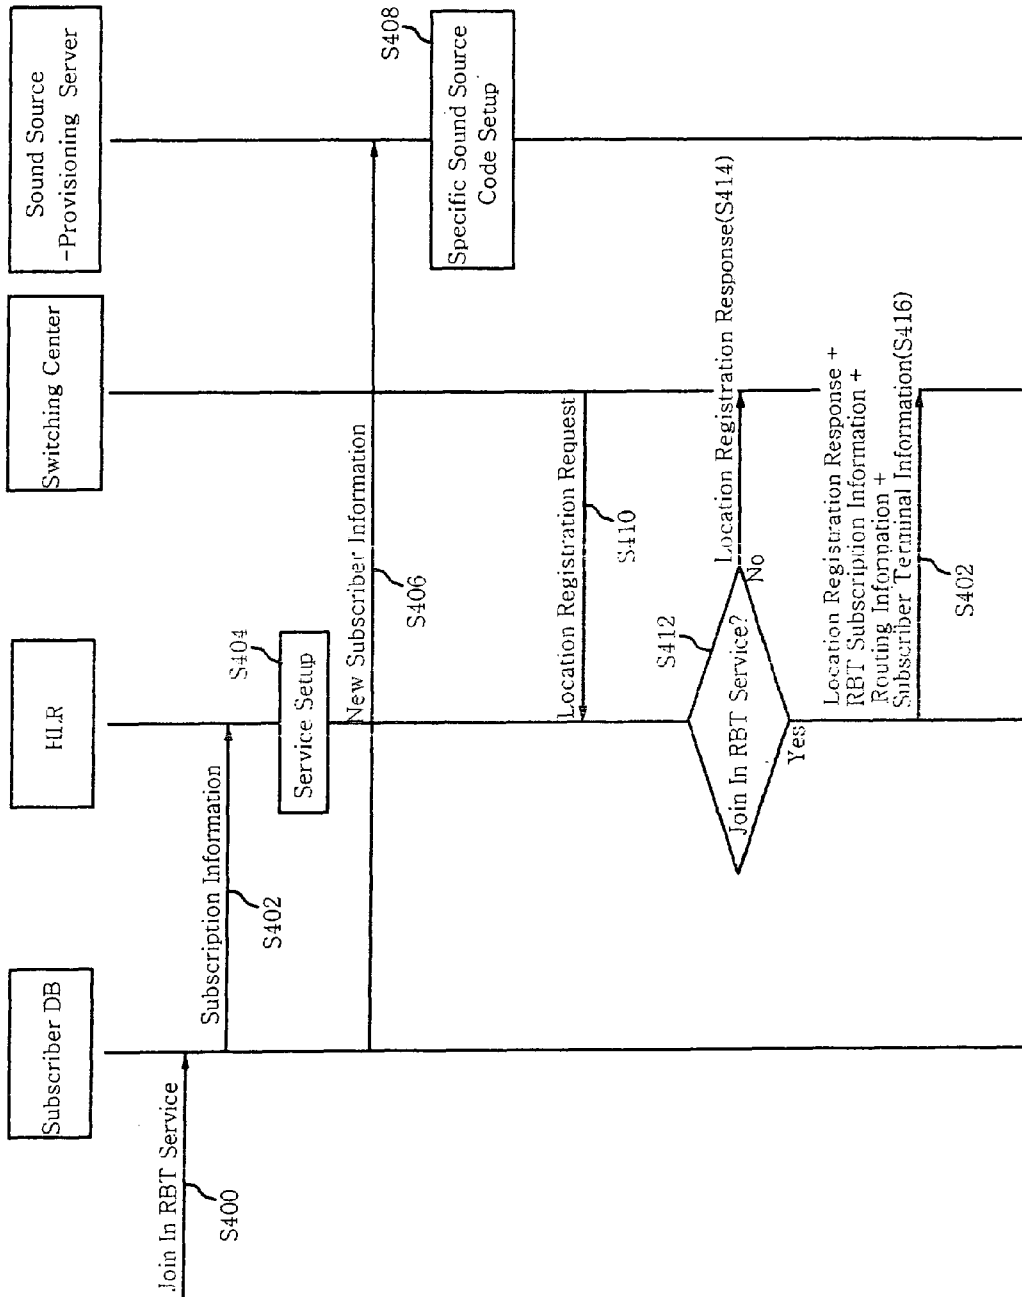 Subscriber DB
HLR
Switching Center
Sound Source
-Provisioning Server
Join In RBT Service
S400
Subscription Information
S402
Service Setup
S404
New Subscriber Information
S406
Specific Sound Source
Code Setup
S408
Location Registration Request
S410
Join In RBT Service?
S412
No
Location Registration Response(S414)
Yes
Location Registration Response +
RBT Subscription Information +
Routing Information +
Subscriber Terminal Information(S416)
S402